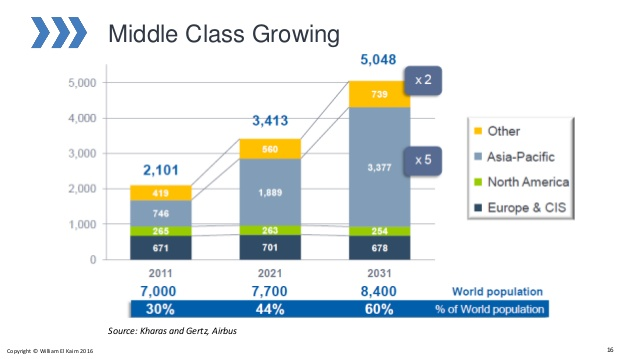 Middle Class Growing
5,048
5,000
x 2
739
4,000
3,413
Other
560
3,000
3,377
x 5
Asia-Pacific
2,101
2,000
1,889
North America
419
746
1,000
265
263
254
Europe & CIS
671
701
678
0
2011
2021
2031
7,000
7,700
8,400
World population
30%
44%
60%
% of World population
Source: Kharas and Gertz, Airbus
Copyright © William El Kaim 2016
16